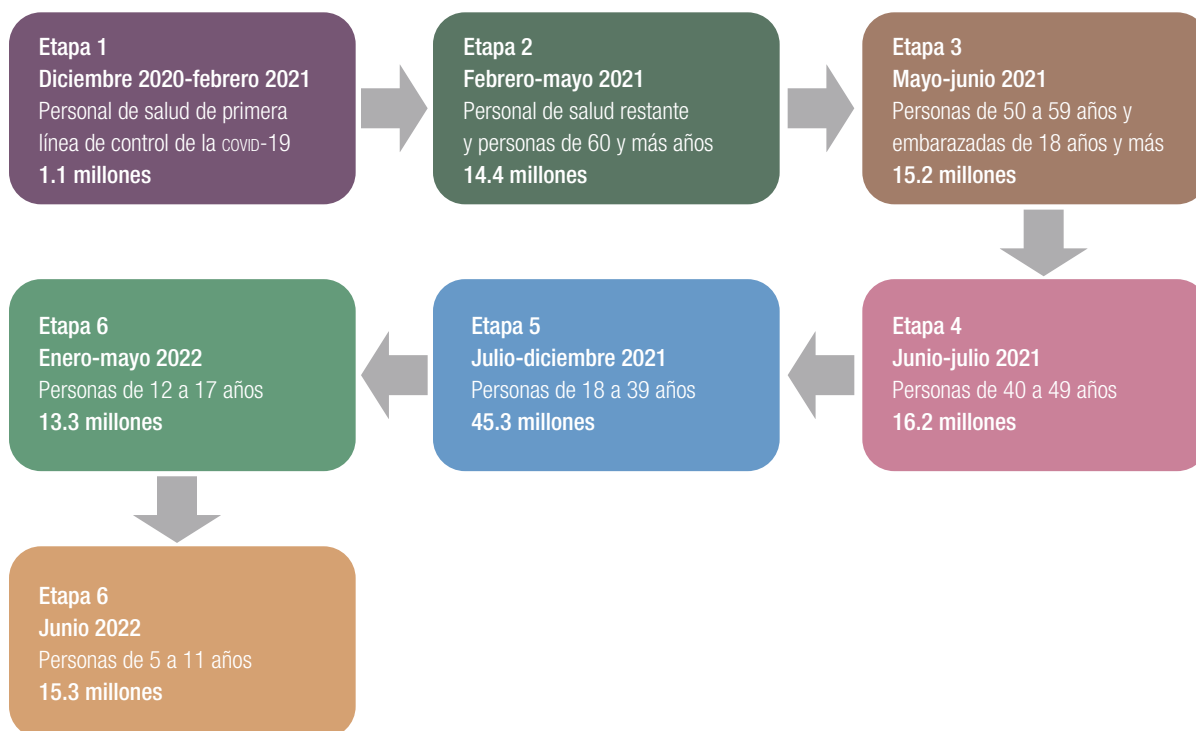 Etapa 1
Diciembre 2020-febrero 2021
Personal de salud de primera
línea de control de la COVID-19
1.1 millones
Etapa 2
Febrero-mayo 2021
Personal de salud restante
y personas de 60 y más años
14.4 millones
Etapa 3
Mayo-junio 2021
Personas de 50 a 59 años y
embarazadas de 18 años y más
15.2 millones
Etapa 4
Junio-julio 2021
Personas de 40 a 49 años
16.2 millones
Etapa 5
Julio-diciembre 2021
Personas de 18 a 39 años
45.3 millones
Etapa 6
Enero-mayo 2022
Personas de 12 a 17 años
13.3 millones
Etapa 6
Junio 2022
Personas de 5 a 11 años
15.3 millones